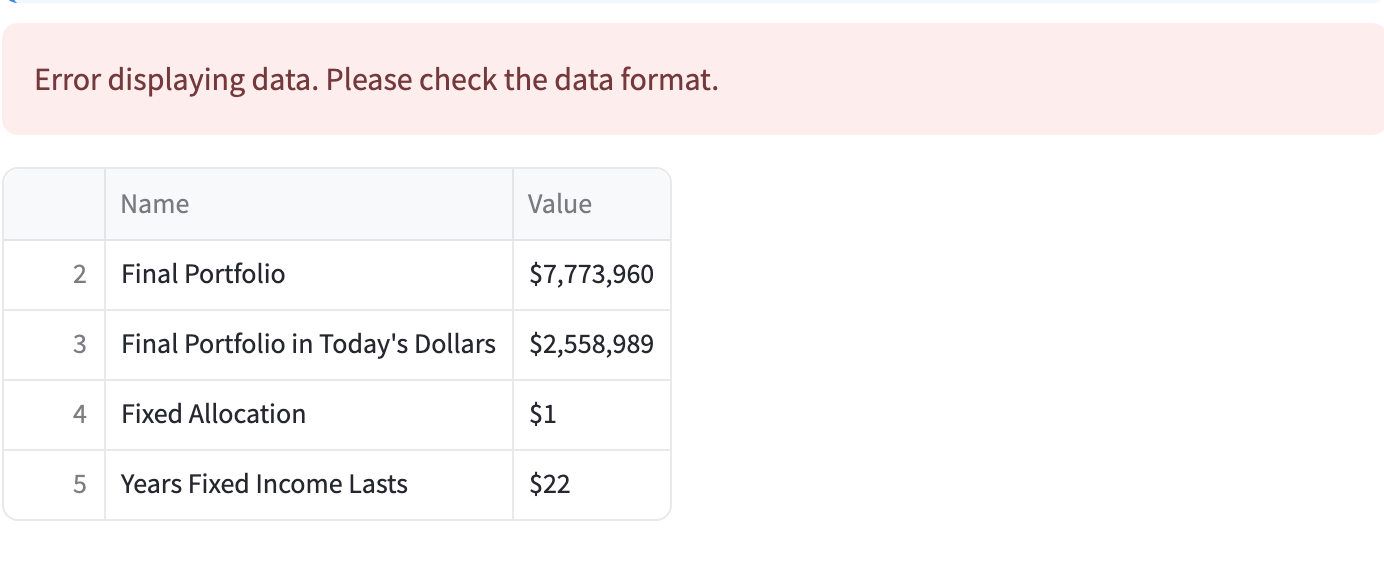 Error displaying data. Please check the data format.
Name Value
2 Final Portfolio $7,773,960
3 Final Portfolio in Today's Dollars $2,558,989
4 Fixed Allocation $1
5 Years Fixed Income Lasts $22